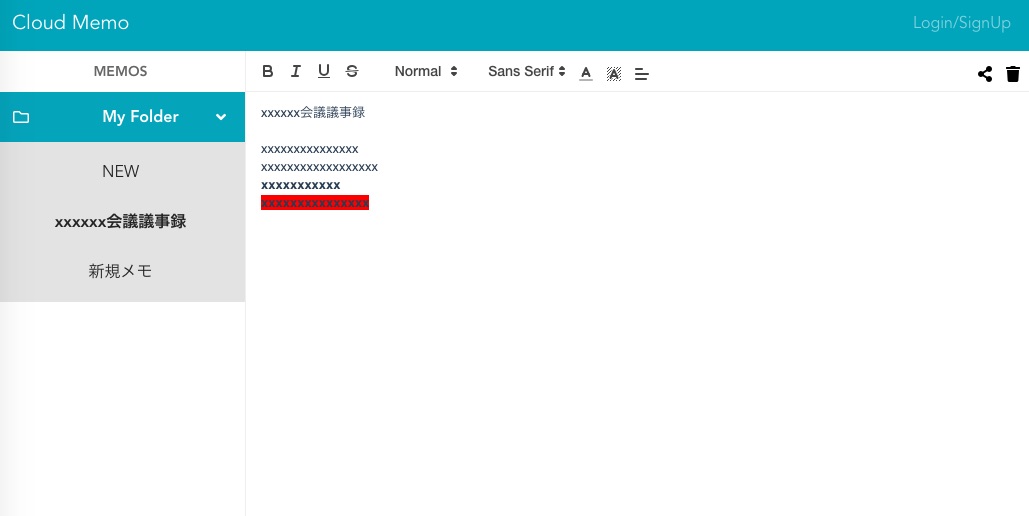 Cloud Memo
Login/SignUp
MEMOS
B I U S Normal Sans Serif A A
My Folder
NEW
xxxxxx会議議事録
新規メモ
xxxxxx会議議事録
xxxxxxxxxxxxxxx
xxxxxxxxxxxxxxxxxx
xxxxxxxxxxx
xxxxxxxxxxxxxxx